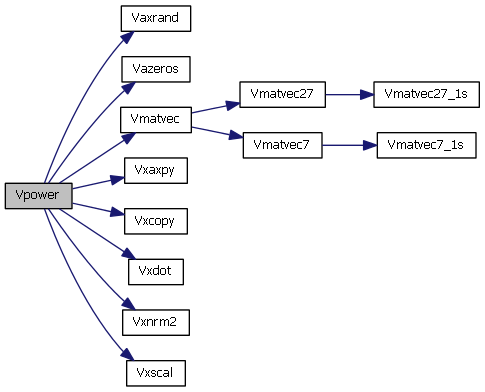 Vaxrand
Vazeros
Vmatvec27
Vmatvec27_1s
Vmatvec
Vmatvec7
Vmatvec7_1s
Vxaxpy
Vpower
Vxcopy
Vxdot
Vxnrm2
Vxscal